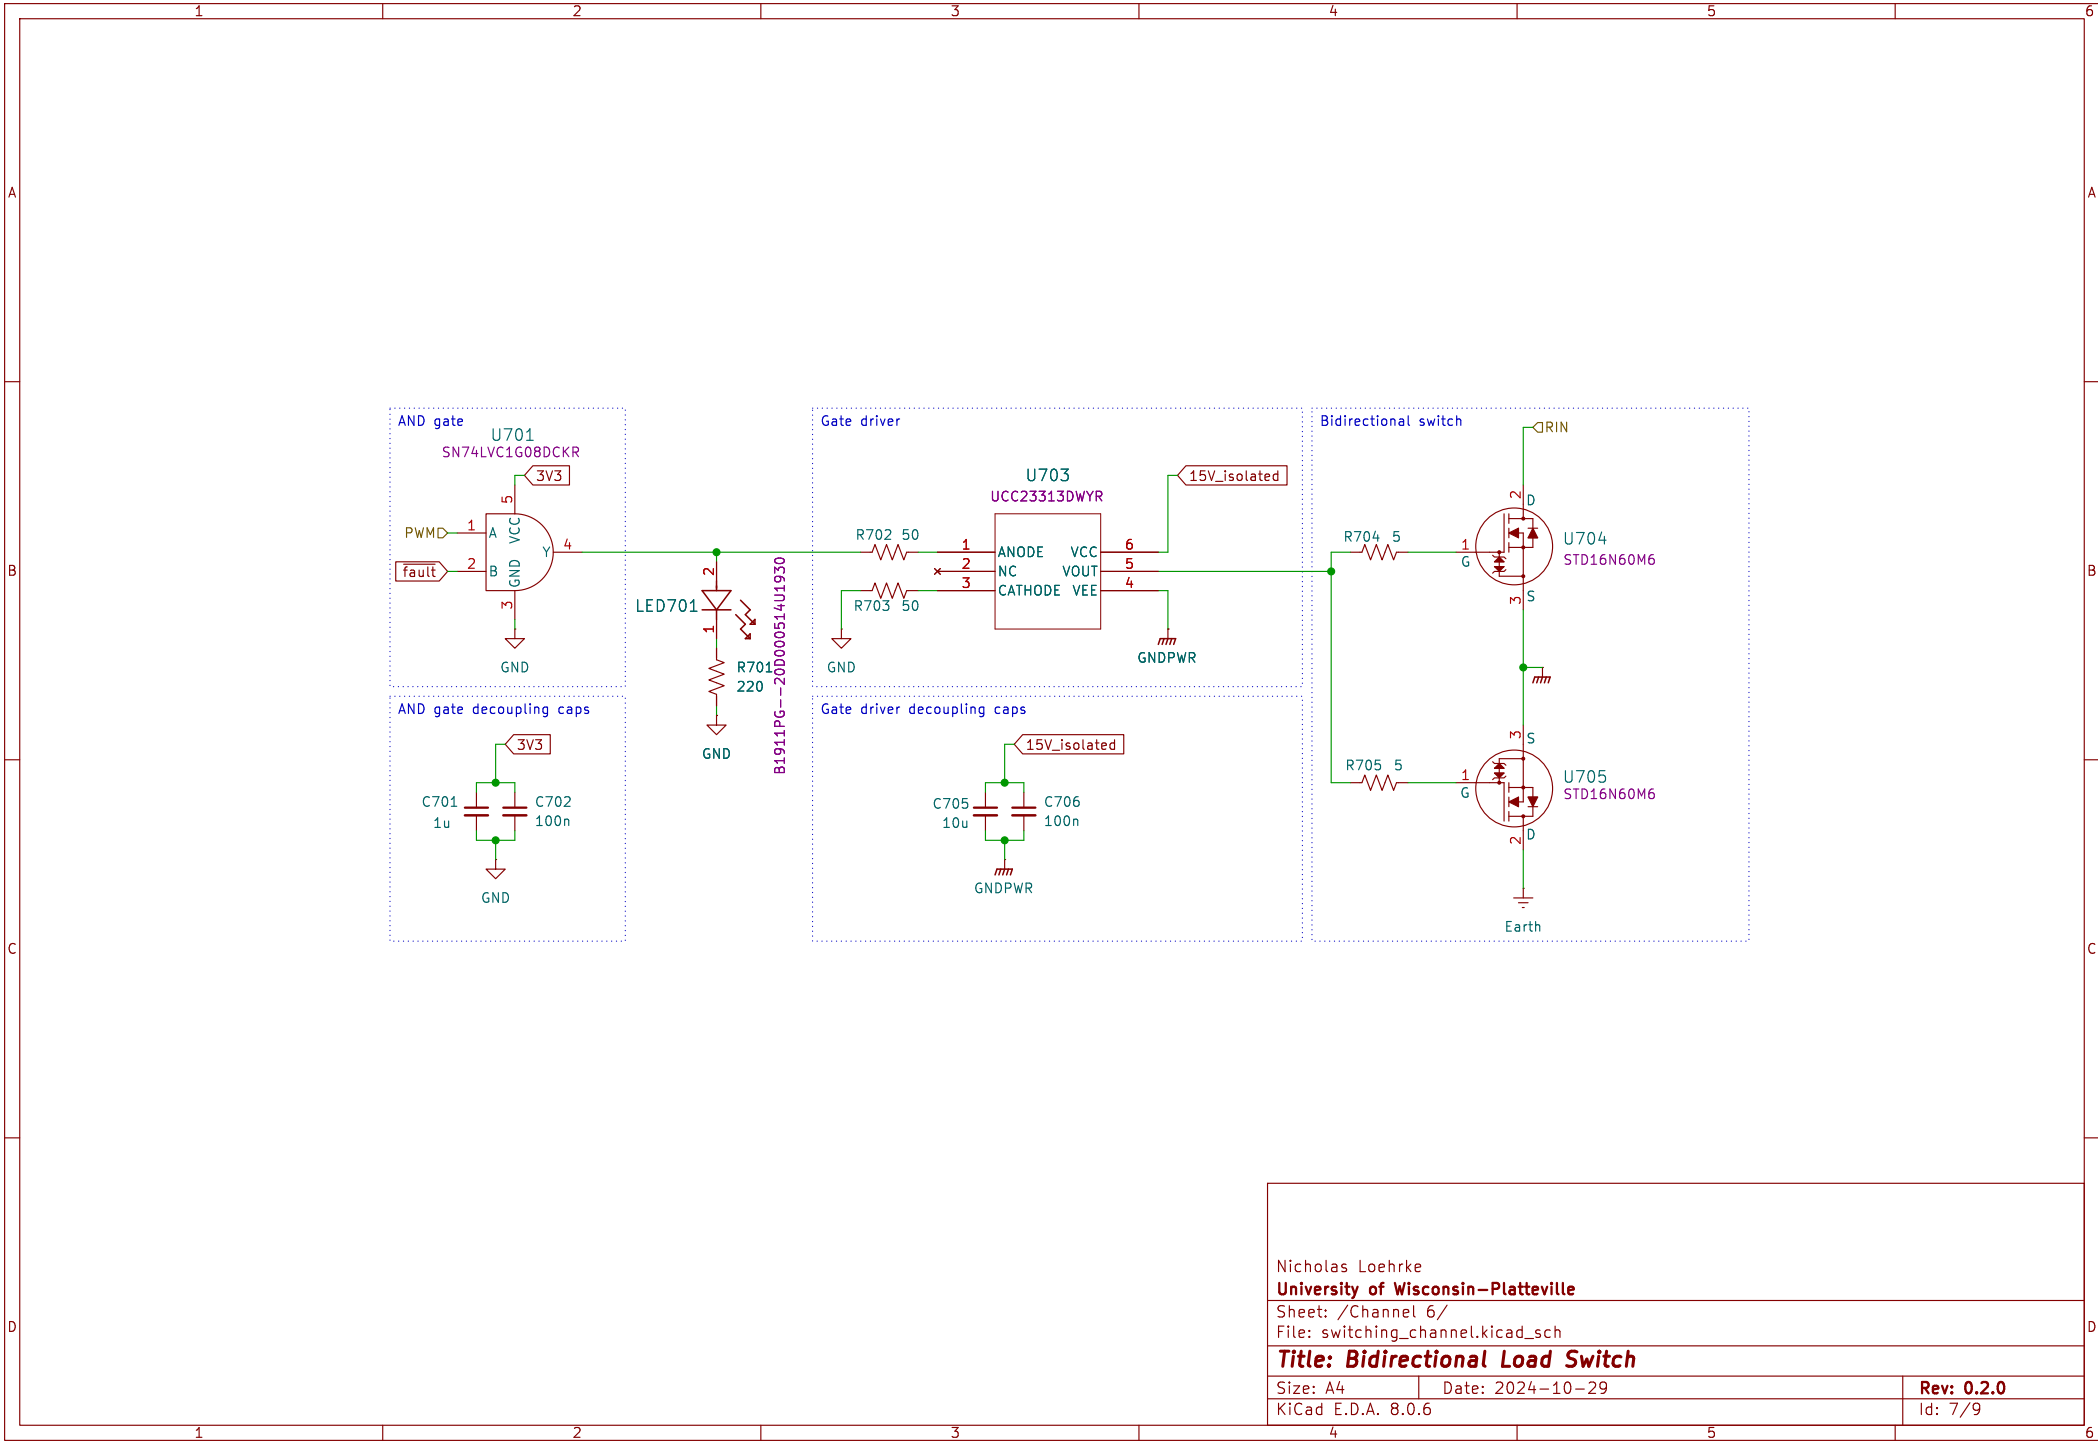 1 2 3 4 5 6
A A
B B
C C
D D
AND gate
U701
SN74LVC1G08DCKR
3V3
5
VCC
PWM
1
A
fault
2
B
GND
Y
4
3
GND
2
LED701
1
B1911PG--20D000514U1930
R701
220
GND
AND gate decoupling caps
3V3
C701
1u
C702
100n
GND
Gate driver
U703
UCC23313DWYR
15V_isolated
R702 50
R703 50
GND
1
ANODE
2
NC
3
CATHODE
VCC
6
VOUT
5
VEE
4
GNDPWR
Gate driver decoupling caps
15V_isolated
C705
10u
C706
100n
GNDPWR
Bidirectional switch
RIN
2
D
R704 5
1
G
U704
STD16N60M6
S
3
3
S
R705 5
1
G
U705
STD16N60M6
D
2
Earth
Nicholas Loehrke
University of Wisconsin-Platteville
Sheet: /Channel 6/
File: switching_channel.kicad_sch
Title: Bidirectional Load Switch
Size: A4
Date: 2024-10-29
Rev: 0.2.0
KiCad E.D.A. 8.0.6
Id: 7/9
1 2 3 4 5 6